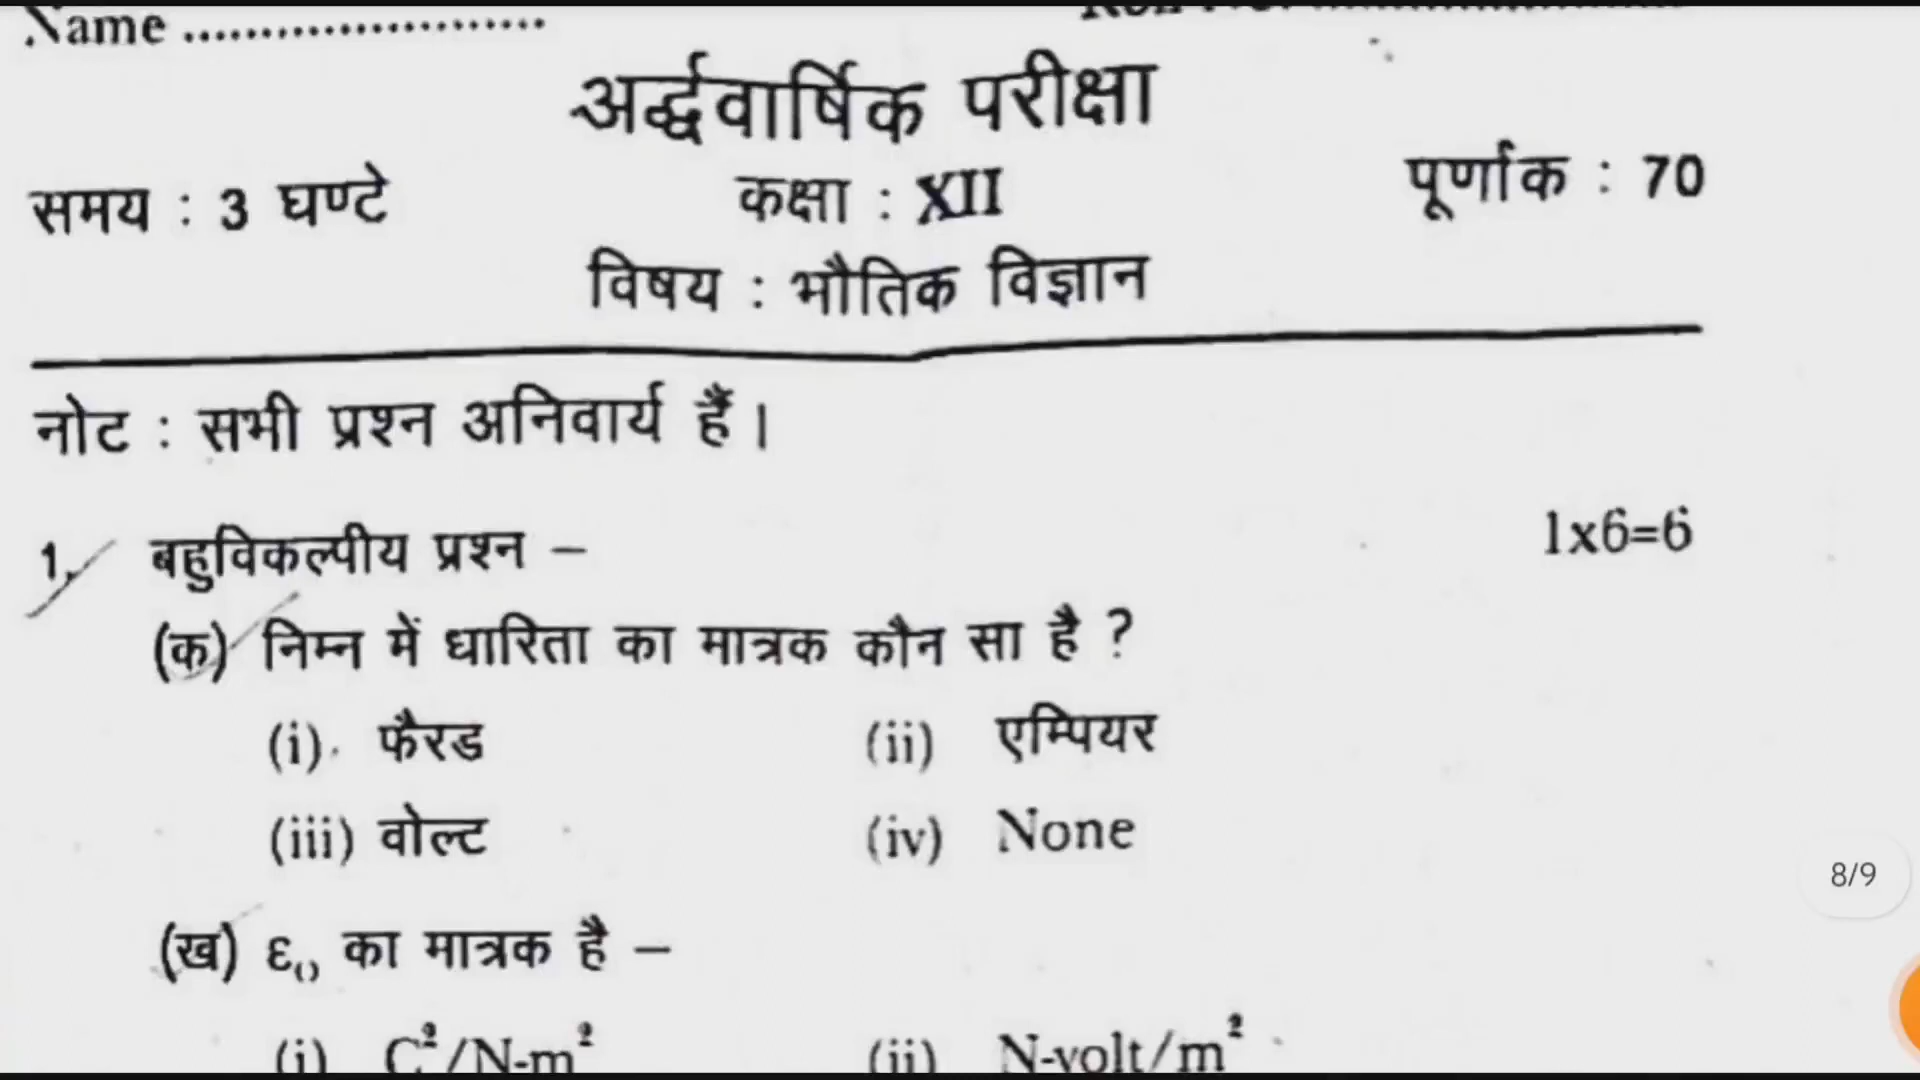 Name ........................
अर्द्धवार्षिक परीक्षा
समय : 3 घण्टे कक्षा : XII पूर्णांक : 70
विषय : भौतिक विज्ञान
नोट : सभी प्रश्न अनिवार्य हैं।
1. बहुविकल्पीय प्रश्न – 1x6=6
(क) निम्न में धारिता का मात्रक कौन सा है ?
(i) फैरड (ii) एम्पियर
(iii) वोल्ट (iv) None
8/9
(ख) ε₀ का मात्रक है –
(i) C²/N-m² (ii) N-volt/m²